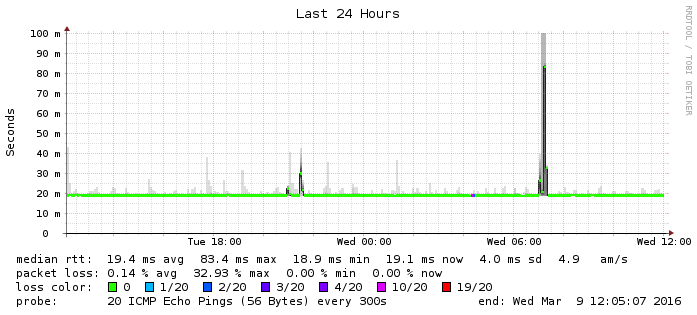 Last 24 Hours
RRDTOOL / TOBI OETIKER
Seconds
100 m
90 m
80 m
70 m
60 m
50 m
40 m
30 m
20 m
10 m
0
Tue 18:00 Wed 00:00 Wed 06:00 Wed 12:00
median rtt: 19.4 ms avg 83.4 ms max 18.9 ms min 19.1 ms now 4.0 ms sd 4.9 am/s
packet loss: 0.14 % avg 32.93 % max 0.00 % min 0.00 % now
loss color: 0 1/20 2/20 3/20 4/20 10/20 19/20
probe: 20 ICMP Echo Pings (56 Bytes) every 300s end: Wed Mar 9 12:05:07 2016